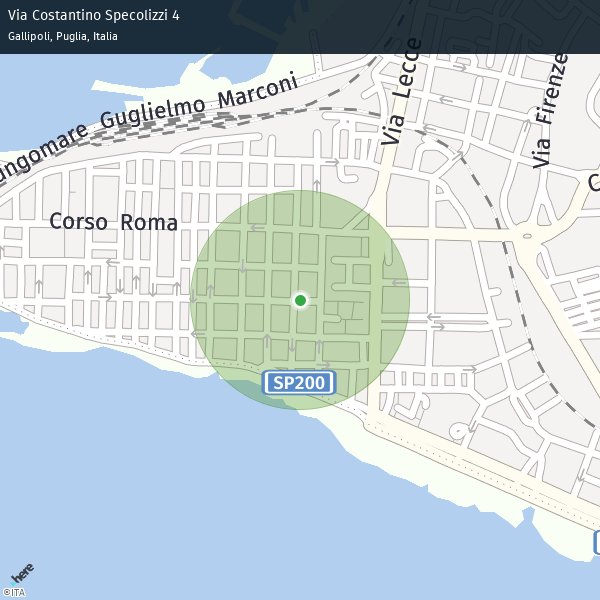 Via Costantino Specolizzi 4
Gallipoli, Puglia, Italia
Via Lecce
Via Firenze
ungomare Guglielmo Marconi
C
Corso Roma
SP200
here
©ITA